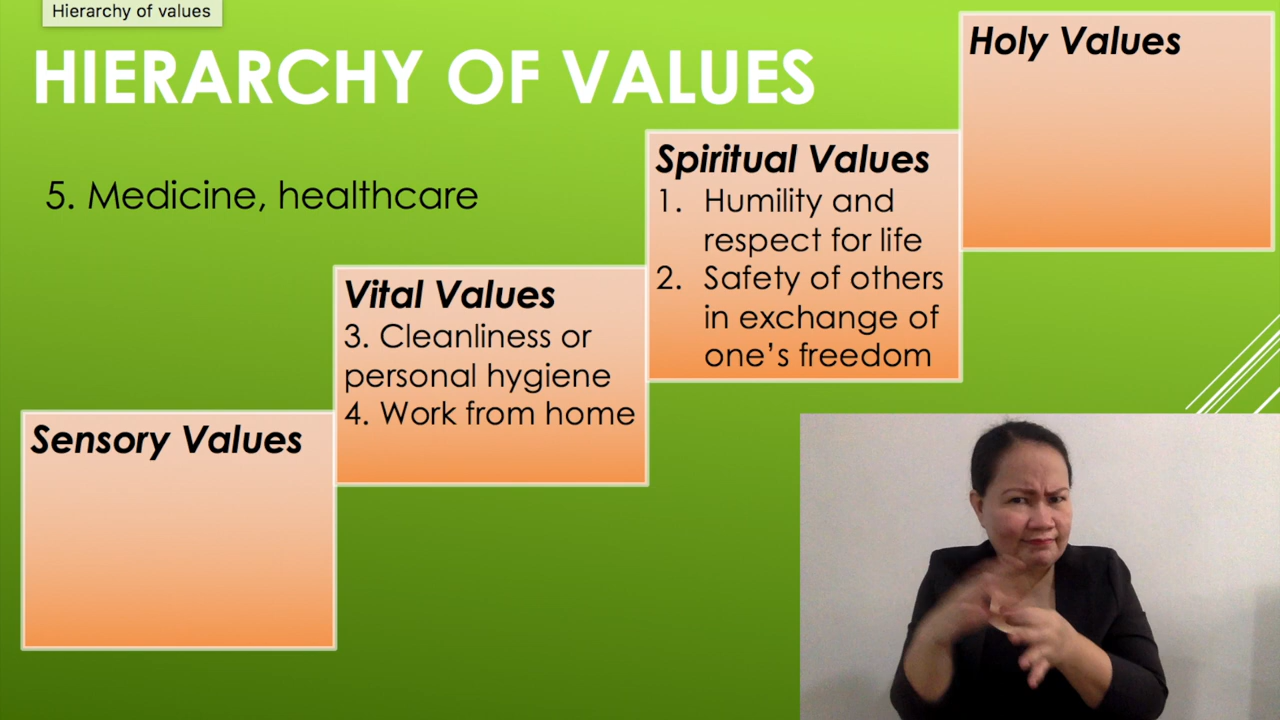 Hierarchy of values
HIERARCHY OF VALUES
5. Medicine, healthcare
Sensory Values
Vital Values
3. Cleanliness or
personal hygiene
4. Work from home
Spiritual Values
1. Humility and
respect for life
2. Safety of others
in exchange of
one's freedom
Holy Values